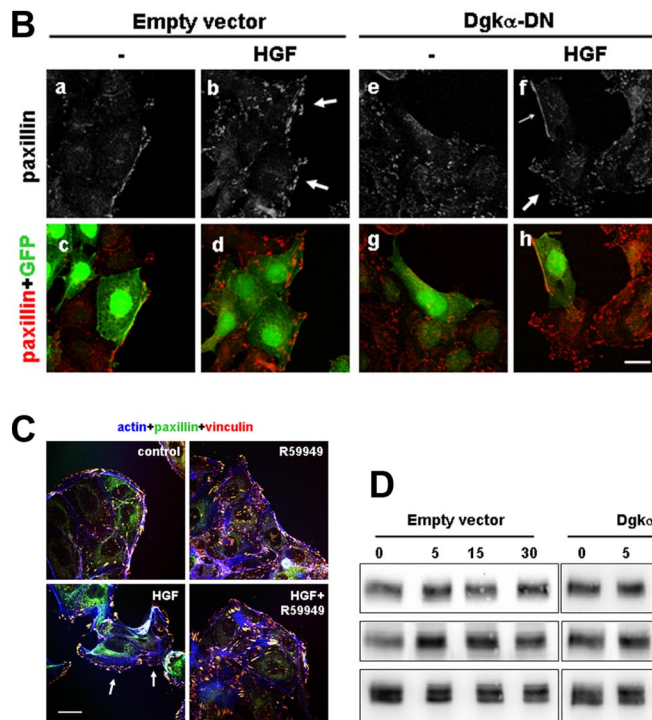 B
Empty vector
Dgkα-DN
-
HGF
-
HGF
paxillin
a
b
e
f
paxillin+GFP
c
d
g
h
C
actin+paxillin+vinculin
control
R59949
HGF
HGF+
R59949
D
Empty vector
Dgkα
0 5 15 30
0 5